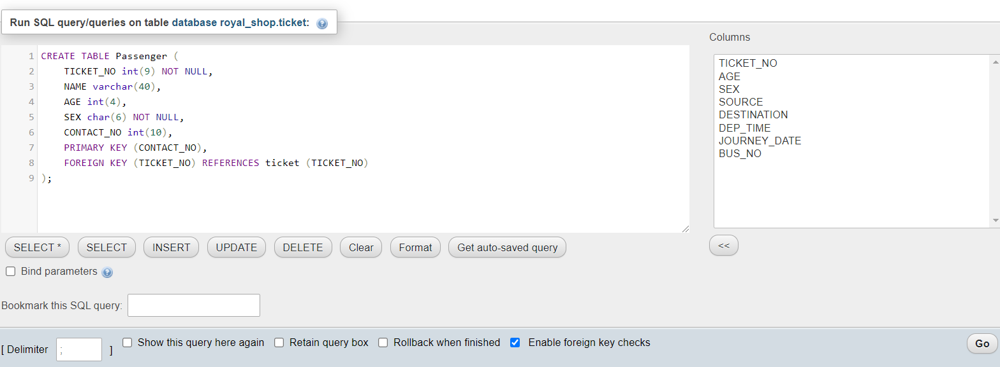 Run SQL query/queries on table database royal_shop.ticket:
1 CREATE TABLE Passenger (
2 TICKET_NO int(9) NOT NULL,
3 NAME varchar(40),
4 AGE int(4),
5 SEX char(6) NOT NULL,
6 CONTACT_NO int(10),
7 PRIMARY KEY (CONTACT_NO),
8 FOREIGN KEY (TICKET_NO) REFERENCES ticket (TICKET_NO)
9 );
Columns
TICKET_NO
AGE
SEX
SOURCE
DESTINATION
DEP_TIME
JOURNEY_DATE
BUS_NO
SELECT * SELECT INSERT UPDATE DELETE Clear Format Get auto-saved query <<
Bind parameters
Bookmark this SQL query:
[ Delimiter ; ] Show this query here again Retain query box Rollback when finished Enable foreign key checks Go